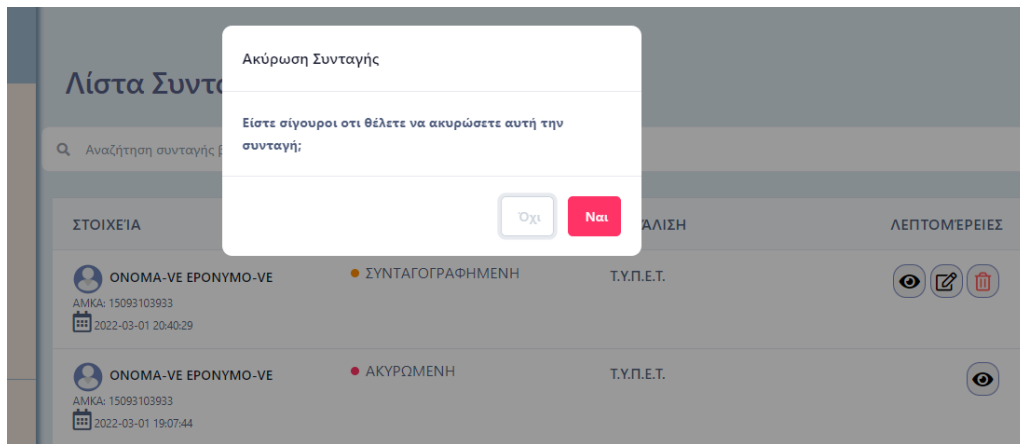 Ακύρωση Συνταγής
Λίστα
Είστε σίγουροι οτι θέλετε να ακυρώσετε αυτή την
συνταγή;
Αναζήτηση συνταγής
Όχι Ναι
ΣΤΟΙΧΕΊΑ ΛΕΠΤΟΜΈΡΕΙΕΣ
ONOMA-VE EPONYMO-VE ΣΥΝΤΑΓΟΓΡΑΦΗΜΕΝΗ Τ.Υ.Π.Ε.Τ.
ΑΜΚΑ: 15093103933
2022-03-01 20:40:29
ONOMA-VE EPONYMO-VE ΑΚΥΡΩΜΕΝΗ Τ.Υ.Π.Ε.Τ.
ΑΜΚΑ: 15093103933
2022-03-01 19:07:44